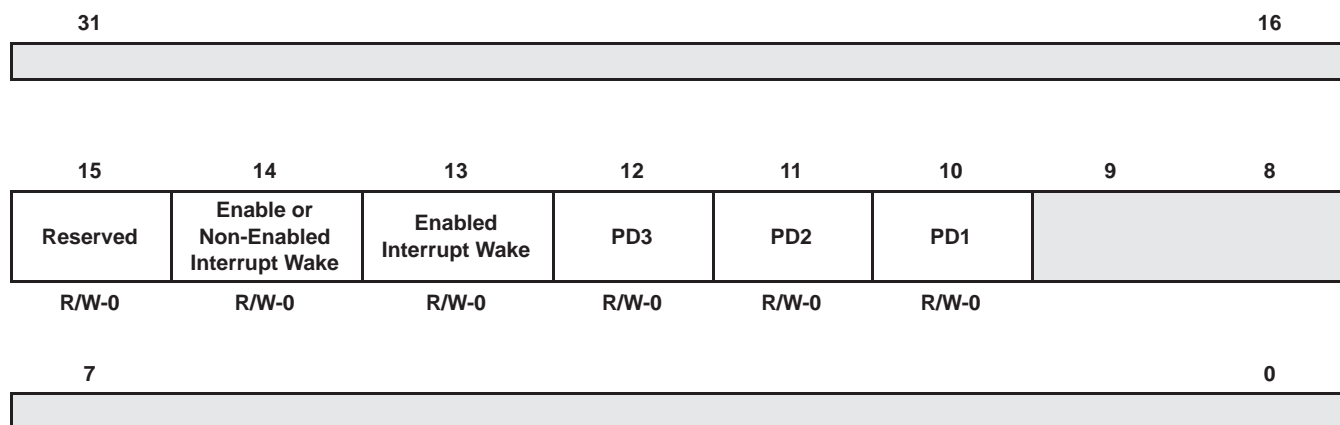 31 16
15 14 13 12 11 10 9 8
Reserved
Enable or
Non-Enabled
Interrupt Wake
Enabled
Interrupt Wake
PD3
PD2
PD1
R/W-0 R/W-0 R/W-0 R/W-0 R/W-0 R/W-0
7 0